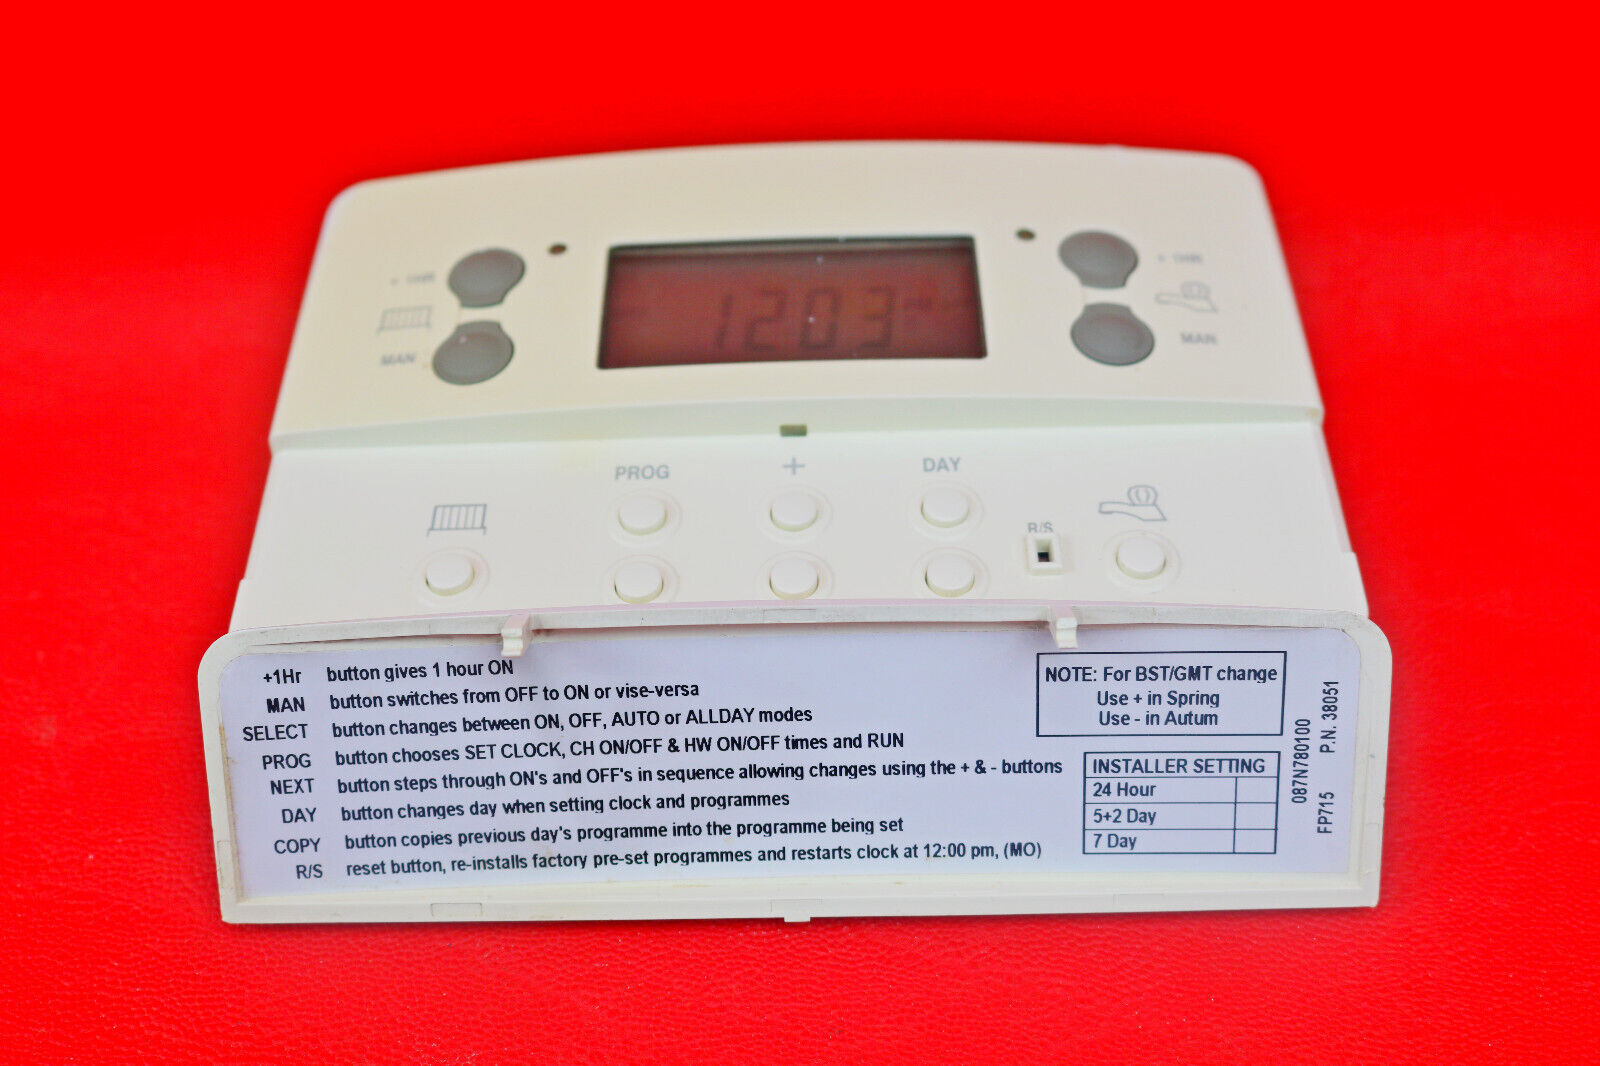 + 1HR
+ 1HR
1203
MAN
MAN
PROG
+
DAY
R/S
+1Hr button gives 1 hour ON
MAN button switches from OFF to ON or vise-versa
SELECT button changes between ON, OFF, AUTO or ALLDAY modes
PROG button chooses SET CLOCK, CH ON/OFF & HW ON/OFF times and RUN
NEXT button steps through ON's and OFF's in sequence allowing changes using the + & - buttons
DAY button changes day when setting clock and programmes
COPY button copies previous day's programme into the programme being set
R/S reset button, re-installs factory pre-set programmes and restarts clock at 12:00 pm, (MO)
NOTE: For BST/GMT change
Use + in Spring
Use - in Autum
INSTALLER SETTING
24 Hour
5+2 Day
7 Day
087N780100
FP715 P.N. 38051